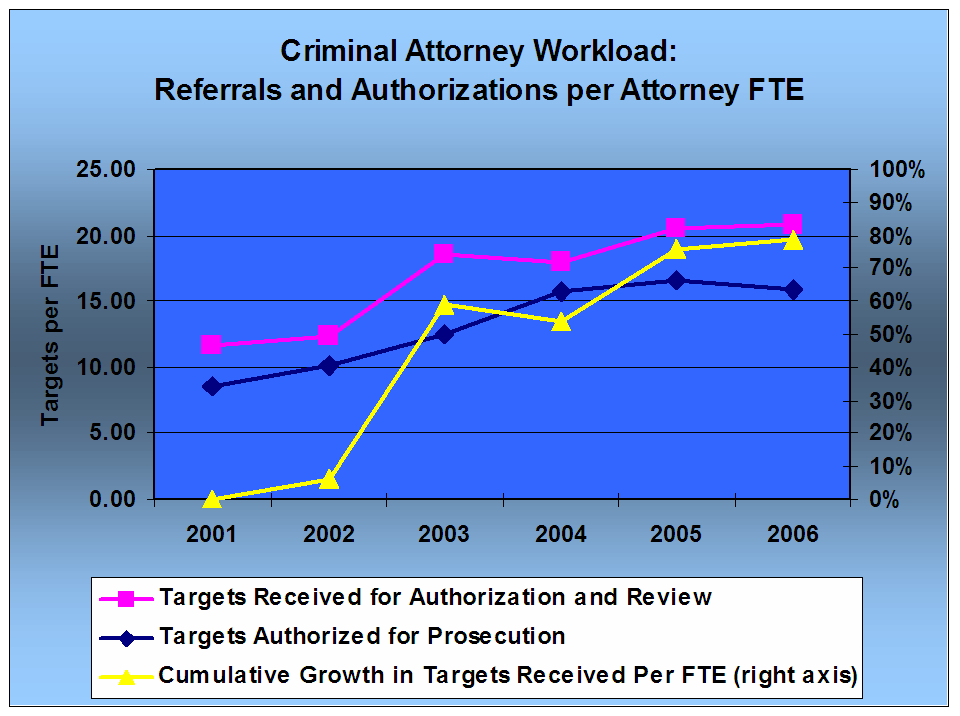 Criminal Attorney Workload:
Referrals and Authorizations per Attorney FTE
Targets per FTE
25.00
20.00
15.00
10.00
5.00
0.00
100%
90%
80%
70%
60%
50%
40%
30%
20%
10%
0%
2001 2002 2003 2004 2005 2006
Targets Received for Authorization and Review
Targets Authorized for Prosecution
Cumulative Growth in Targets Received Per FTE (right axis)